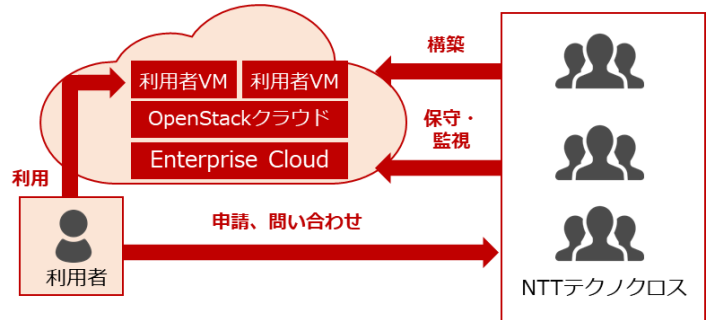 構築
利用者VM 利用者VM
OpenStackクラウド
Enterprise Cloud
保守・
監視
利用
申請、問い合わせ
利用者
NTTテクノクロス